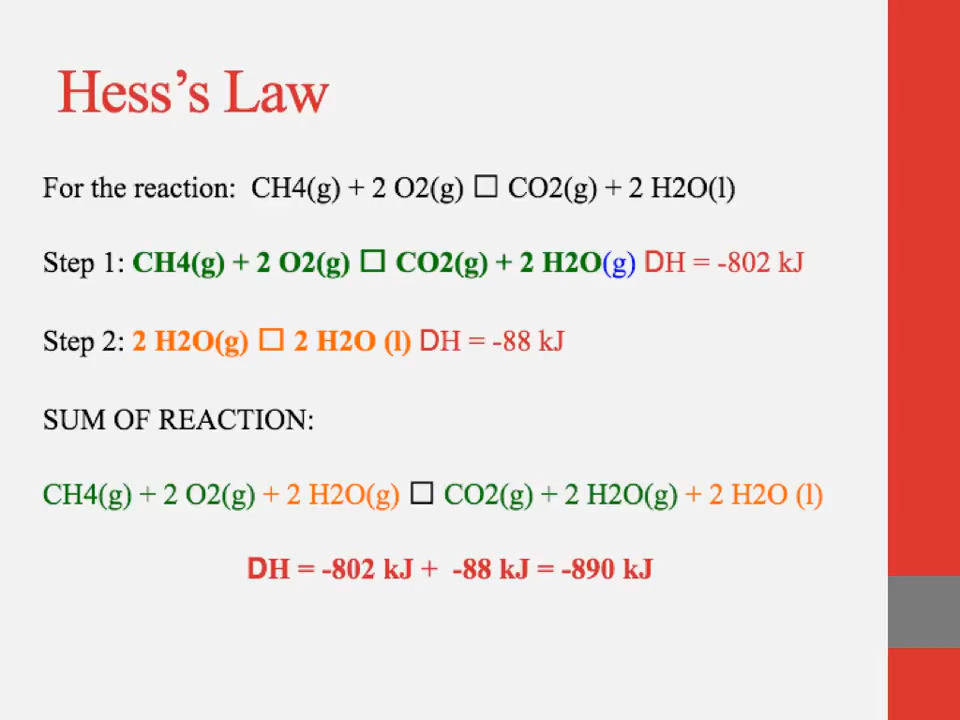 Hess’s Law
For the reaction:  CH4(g) + 2 O2(g) □ CO2(g) + 2 H2O(l)
Step 1: CH4(g) + 2 O2(g) □ CO2(g) + 2 H2O(g) DH = -802 kJ
Step 2: 2 H2O(g) □ 2 H2O (l) DH = -88 kJ
SUM OF REACTION:
CH4(g) + 2 O2(g) + 2 H2O(g) □ CO2(g) + 2 H2O(g) + 2 H2O (l)
DH = -802 kJ +  -88 kJ = -890 kJ